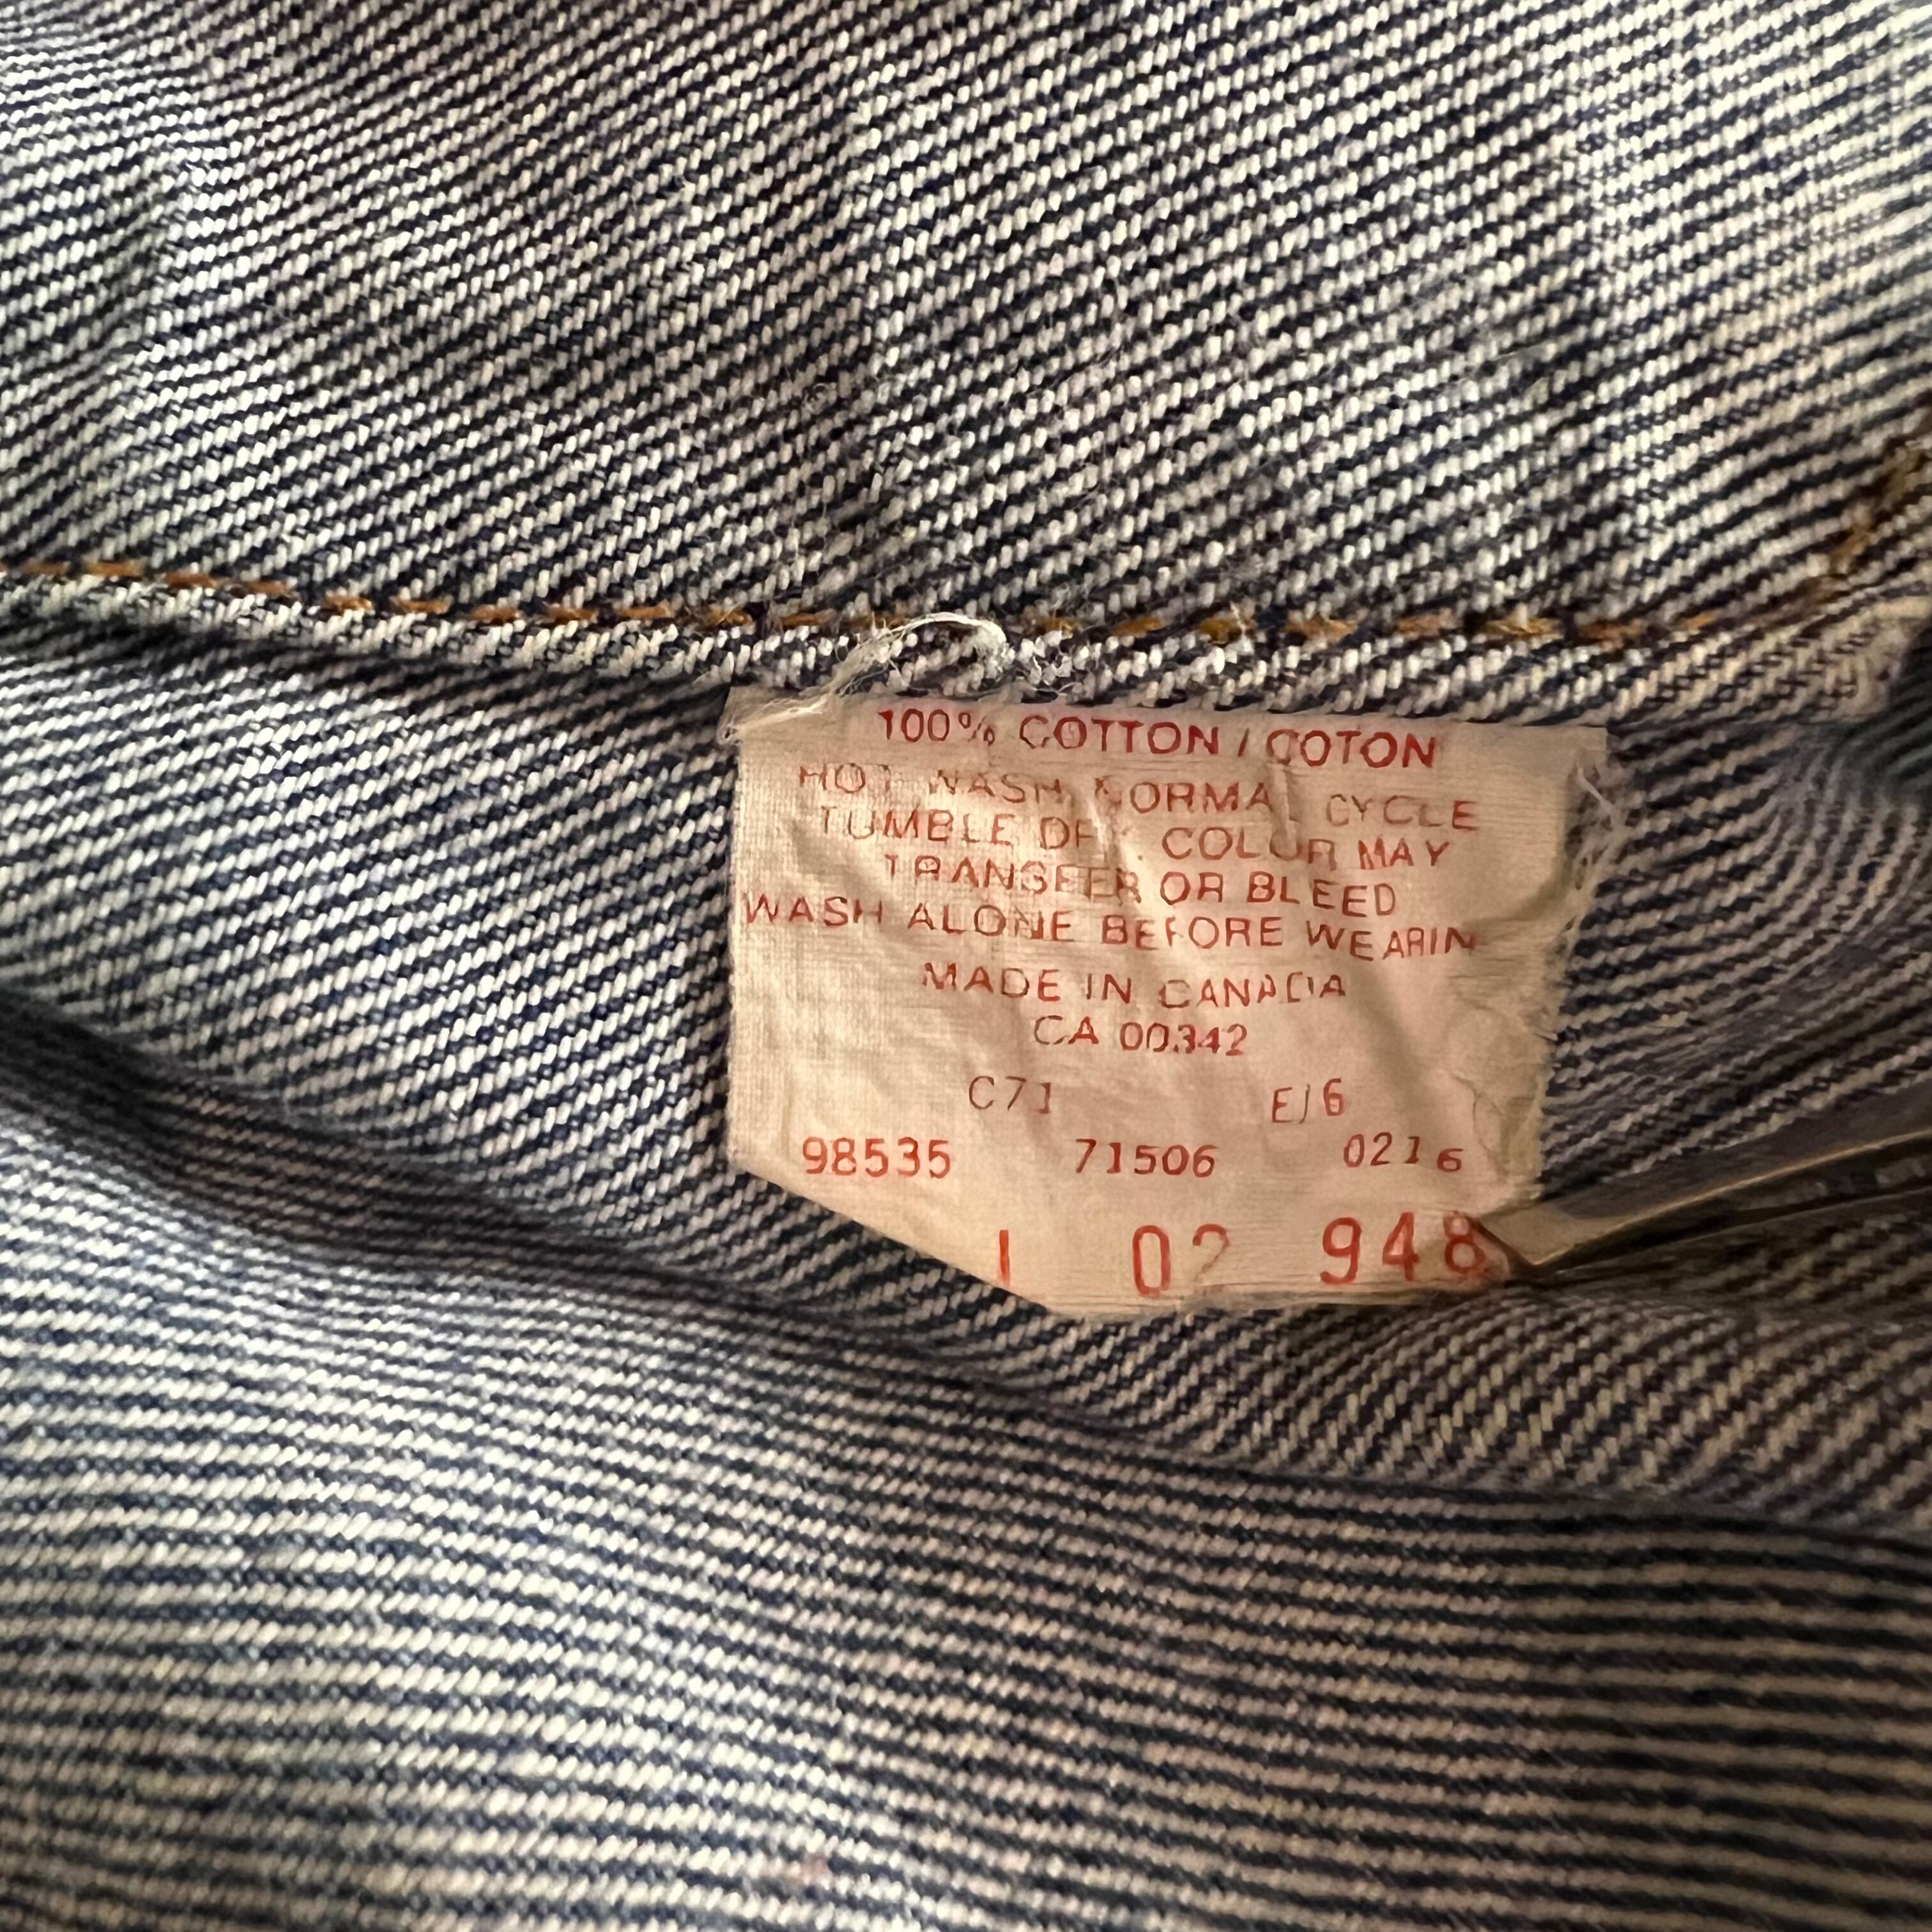 100% COTTON / COTON
HOT WASH NORMAL CYCLE
TUMBLE DRY. COLOR MAY
TRANSFER OR BLEED
WASH ALONE BEFORE WEARIN
MADE IN CANADA
CA 00342
C71 E/6
98535 71506 0216
1 02 948